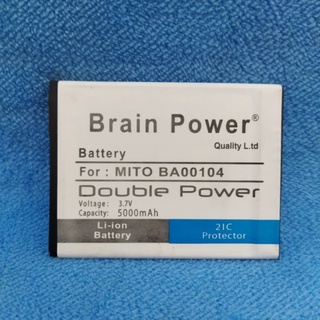 Brain Power®
Quality L.td
Battery
For : MITO BA00104
Double Power
Voltage: 3.7V
Capacity: 5000mAh
Li-ion
Battery
2IC
Protector